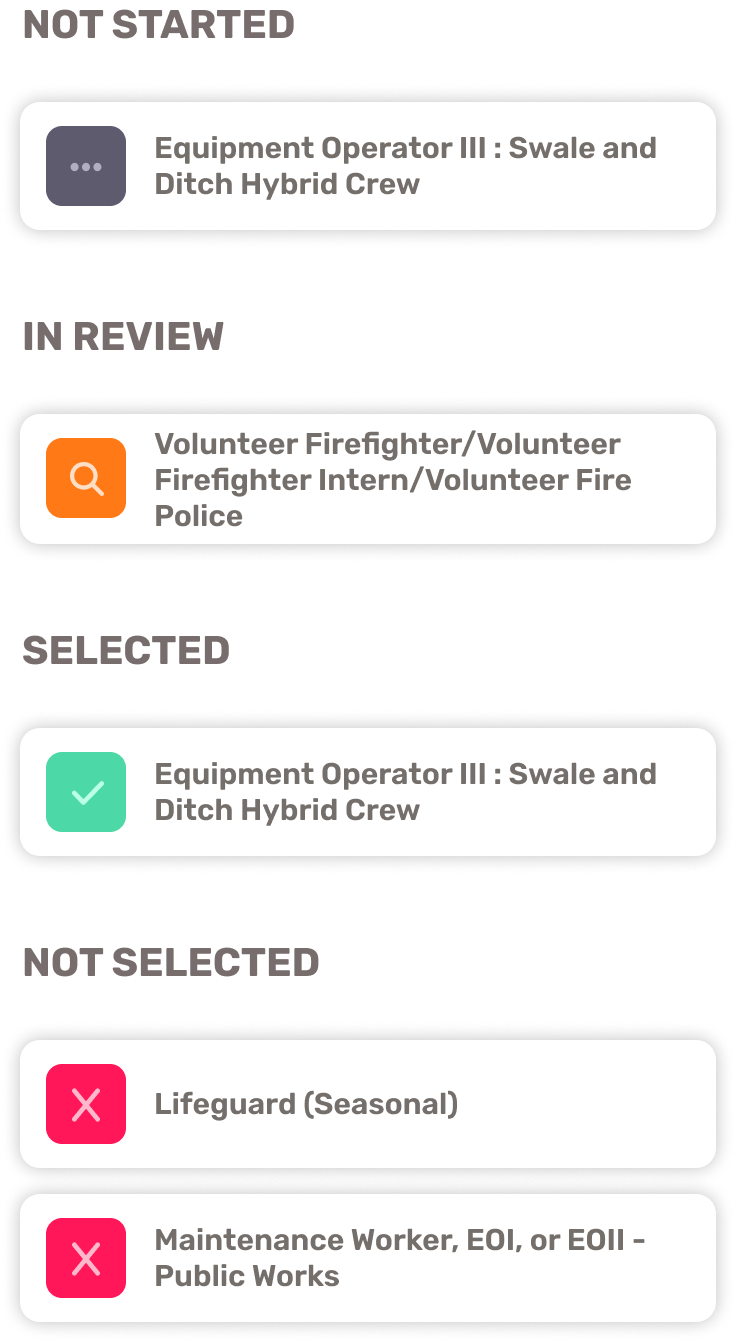 NOT STARTED
Equipment Operator III : Swale and
Ditch Hybrid Crew
IN REVIEW
Volunteer Firefighter/Volunteer
Firefighter Intern/Volunteer Fire
Police
SELECTED
Equipment Operator III : Swale and
Ditch Hybrid Crew
NOT SELECTED
Lifeguard (Seasonal)
Maintenance Worker, EOI, or EOII -
Public Works